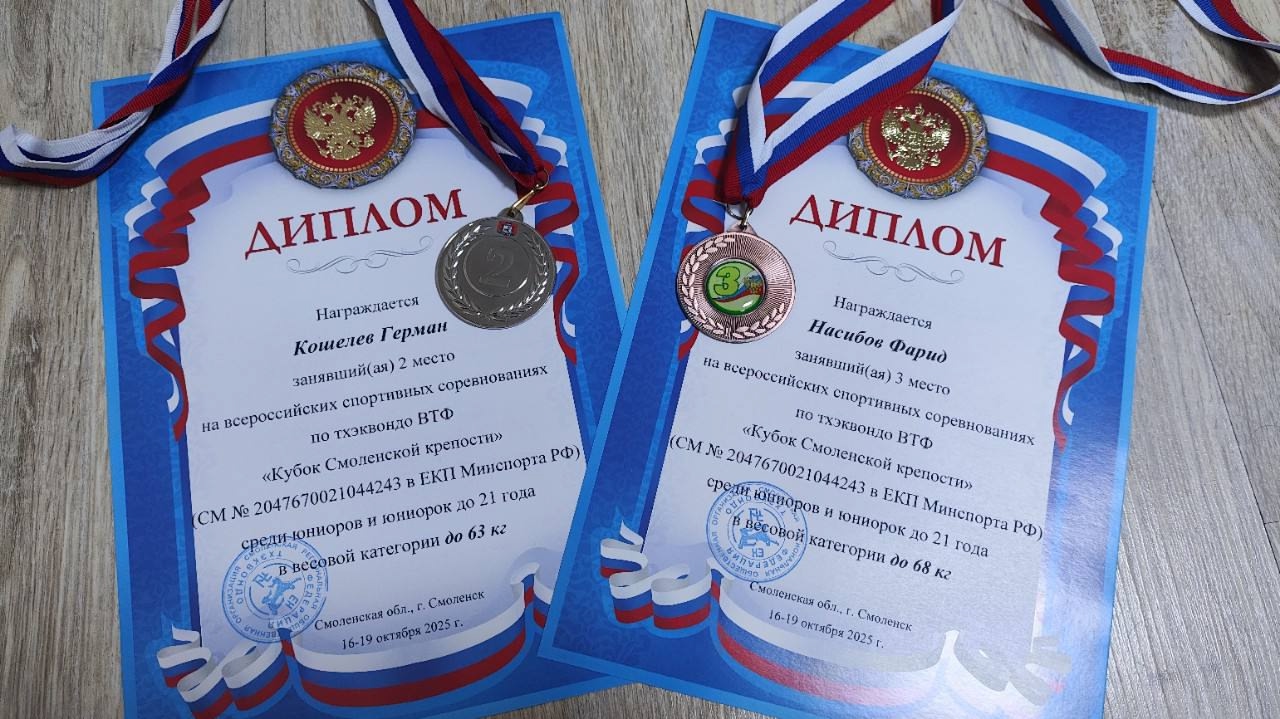 ДИПЛОМ
2
Награждается
Кошелев Герман
занявший(ая) 2 место
на всероссийских спортивных соревнованиях
по тхэквондо ВТФ
«Кубок Смоленской крепости»
(СМ № 2047670021044243 в ЕКП Минспорта РФ)
среди юниоров и юниорок до 21 года
в весовой категории до 63 кг
Смоленская обл., г. Смоленск
16-19 октября 2025 г.
ДИПЛОМ
3
Награждается
Насибов Фарид
занявший(ая) 3 место
на всероссийских спортивных соревнованиях
по тхэквондо ВТФ
«Кубок Смоленской крепости»
(СМ № 2047670021044243 в ЕКП Минспорта РФ)
среди юниоров и юниорок до 21 года
в весовой категории до 68 кг
Смоленская обл., г. Смоленск
16-19 октября 2025 г.